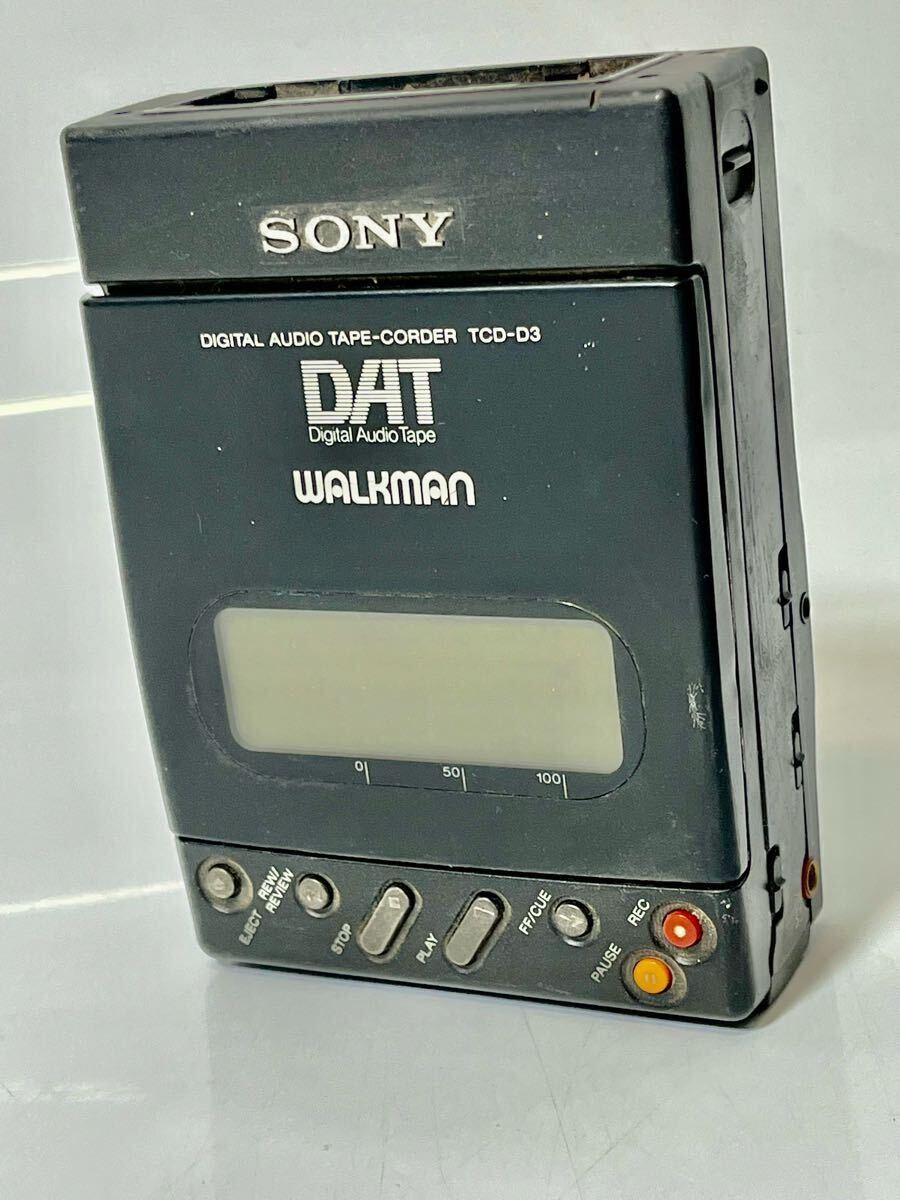 SONY
DIGITAL AUDIO TAPE-CORDER TCD-D3
DAT
Digital Audio Tape
WALKMAN
0 50 100
EJECT
REW/
REVIEW
STOP
PLAY
FF/CUE
REC
PAUSE